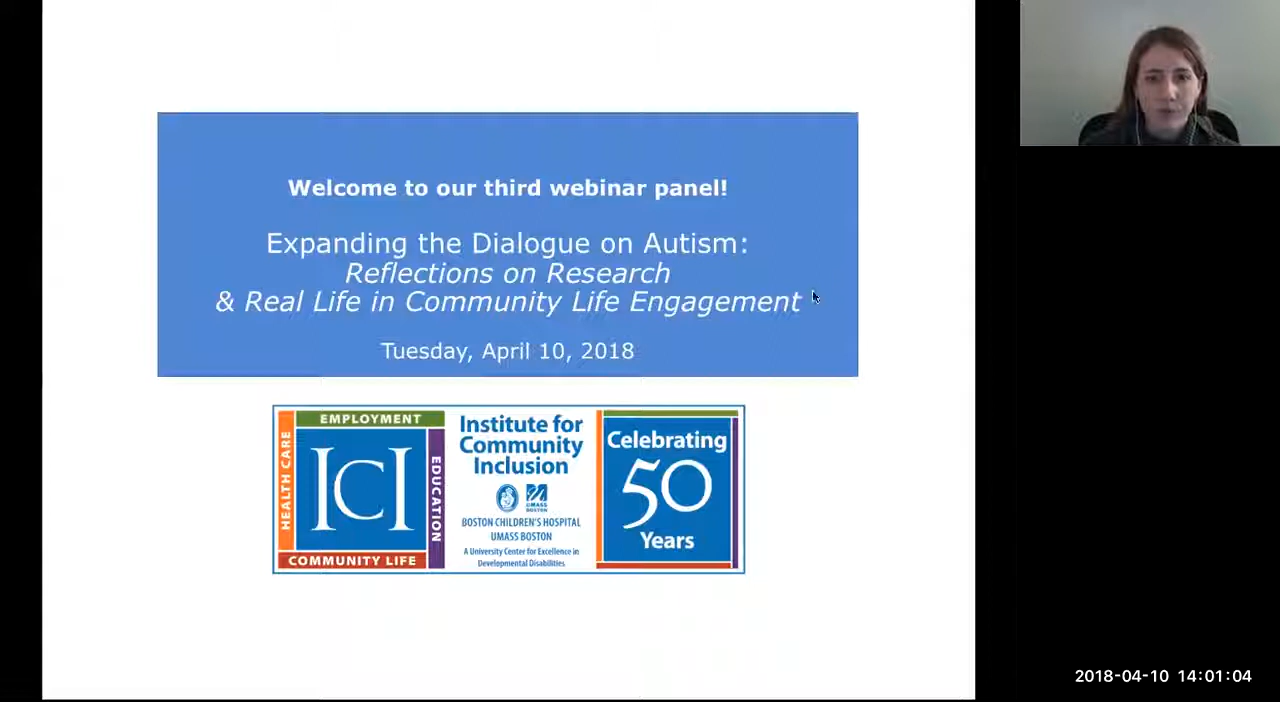 Welcome to our third webinar panel!
Expanding the Dialogue on Autism:
Reflections on Research
& Real Life in Community Life Engagement
Tuesday, April 10, 2018
EMPLOYMENT
HEALTH CARE
ICI
EDUCATION
COMMUNITY LIFE
Institute for
Community
Inclusion
UMASS
BOSTON
BOSTON CHILDREN'S HOSPITAL
UMASS BOSTON
A University Center for Excellence in
Developmental Disabilities
Celebrating
50
Years
2018-04-10 14:01:04